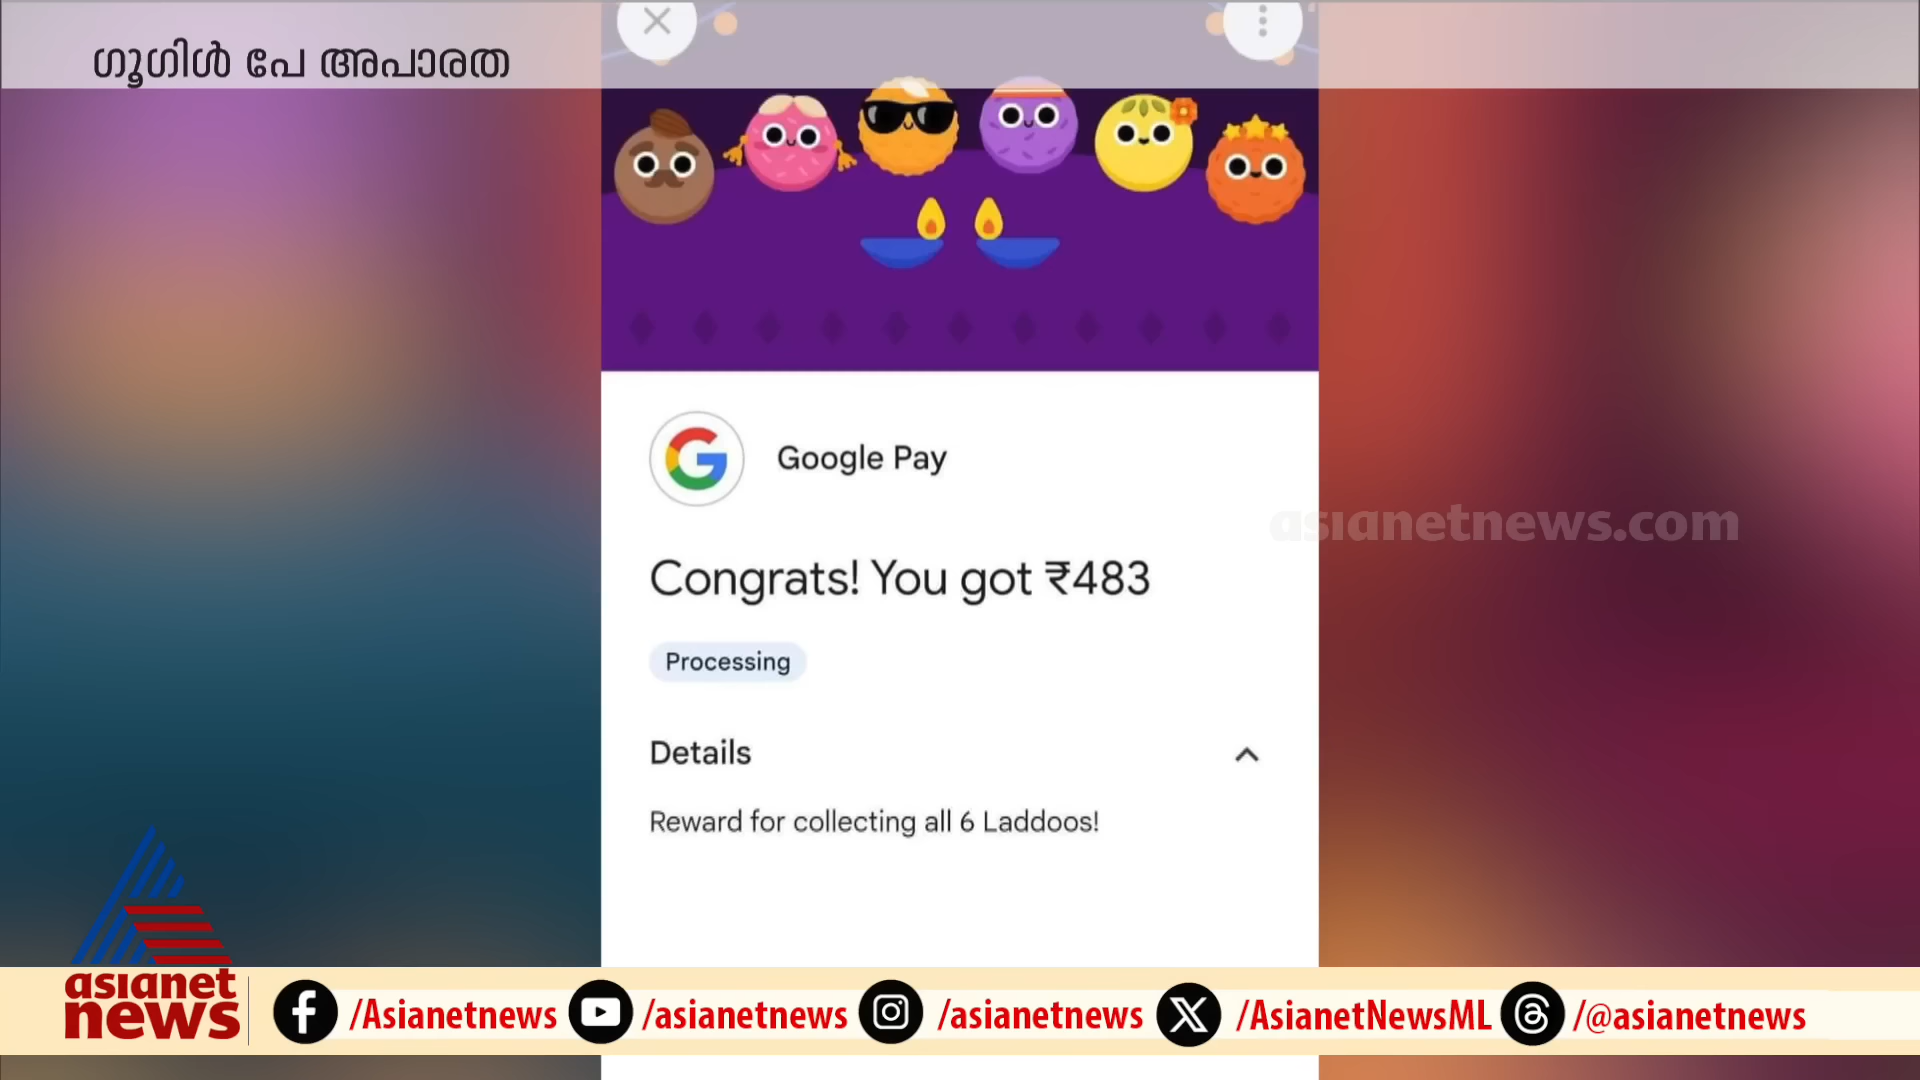 ഗൂഗിൾ പേ അപാരത
Google Pay
asianetnews.com
Congrats! You got ₹483
Processing
Details
Reward for collecting all 6 Laddoos!
asianet
news
/Asianetnews
/asianetnews
/asianetnews
/AsianetNewsML
/@asianetnews